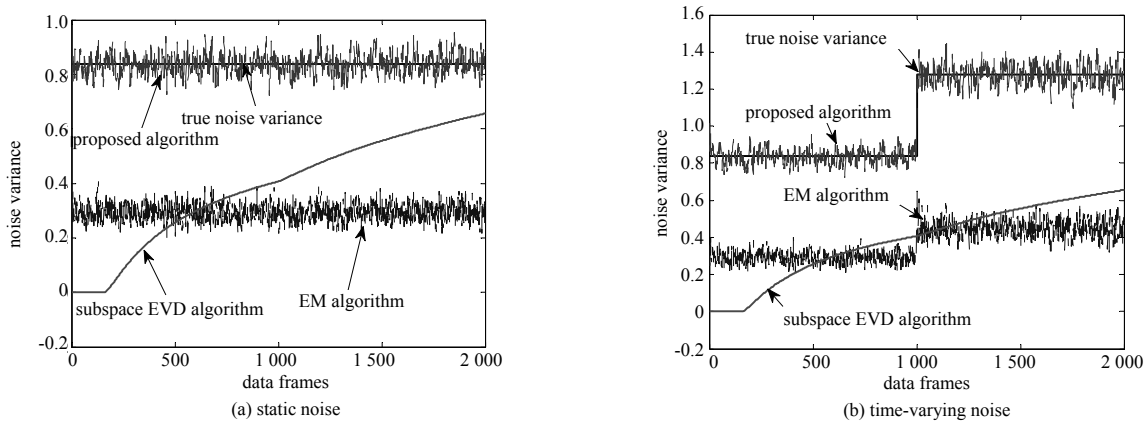 1.0
0.8
0.6
0.4
0.2
0
-0.2
noise variance
proposed algorithm
true noise variance
subspace EVD algorithm
EM algorithm
0
500
1 000
1 500
2 000
data frames
(a) static noise
1.6
1.4
1.2
1.0
0.8
0.6
0.4
0.2
0
-0.2
noise variance
true noise variance
proposed algorithm
EM algorithm
subspace EVD algorithm
0
500
1 000
1 500
2 000
data frames
(b) time-varying noise